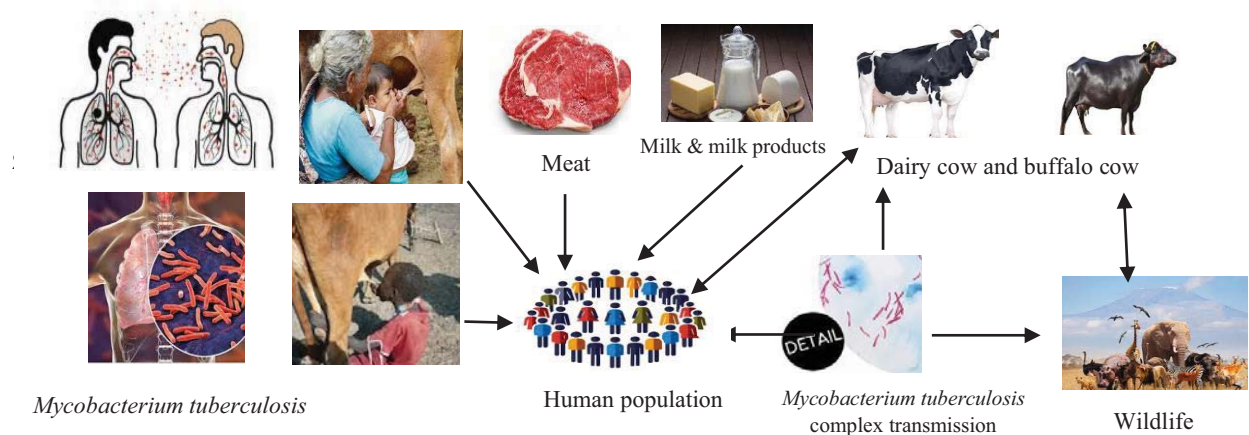 Meat
Milk & milk products
Dairy cow and buffalo cow
DETAIL
Mycobacterium tuberculosis
Human population
Mycobacterium tuberculosis
complex transmission
Wildlife